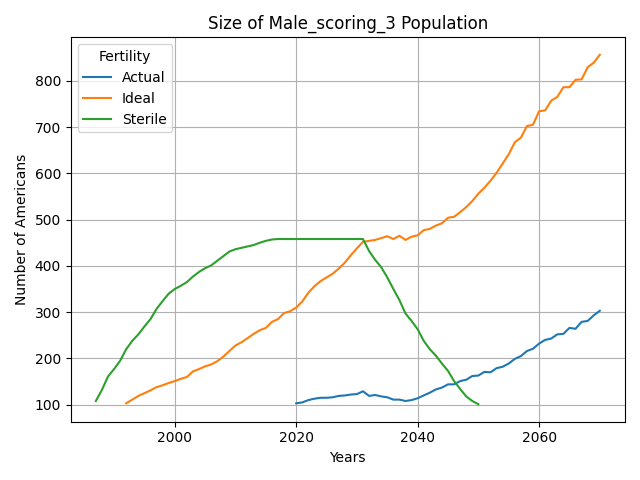 Size of Male_scoring_3 Population
Fertility
Actual
Ideal
Sterile
Number of Americans
800
700
600
500
400
300
200
100
2000
2020
2040
2060
Years